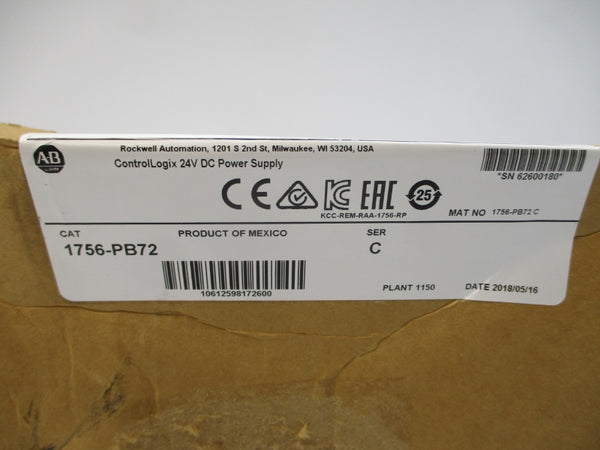 Rockwell Automation, 1201 S 2nd St, Milwaukee, WI 53204, USA
A-B
ControlLogix 24V DC Power Supply
*SN 62600180*
CE KC EAC 25
KCC-REM-RAA-1756-RP
MAT NO 1756-PB72 C
CAT PRODUCT OF MEXICO SER
1756-PB72 C
10612598172600
PLANT 1150 DATE 2018/05/16